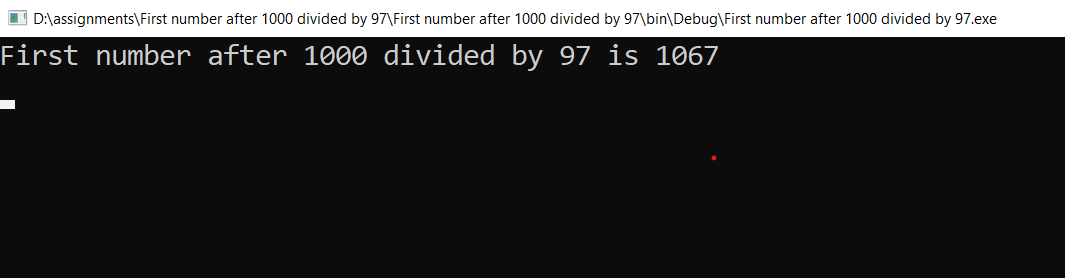 D:\assignments\First number after 1000 divided by 97\First number after 1000 divided by 97\bin\Debug\First number after 1000 divided by 97.exe
First number after 1000 divided by 97 is 1067